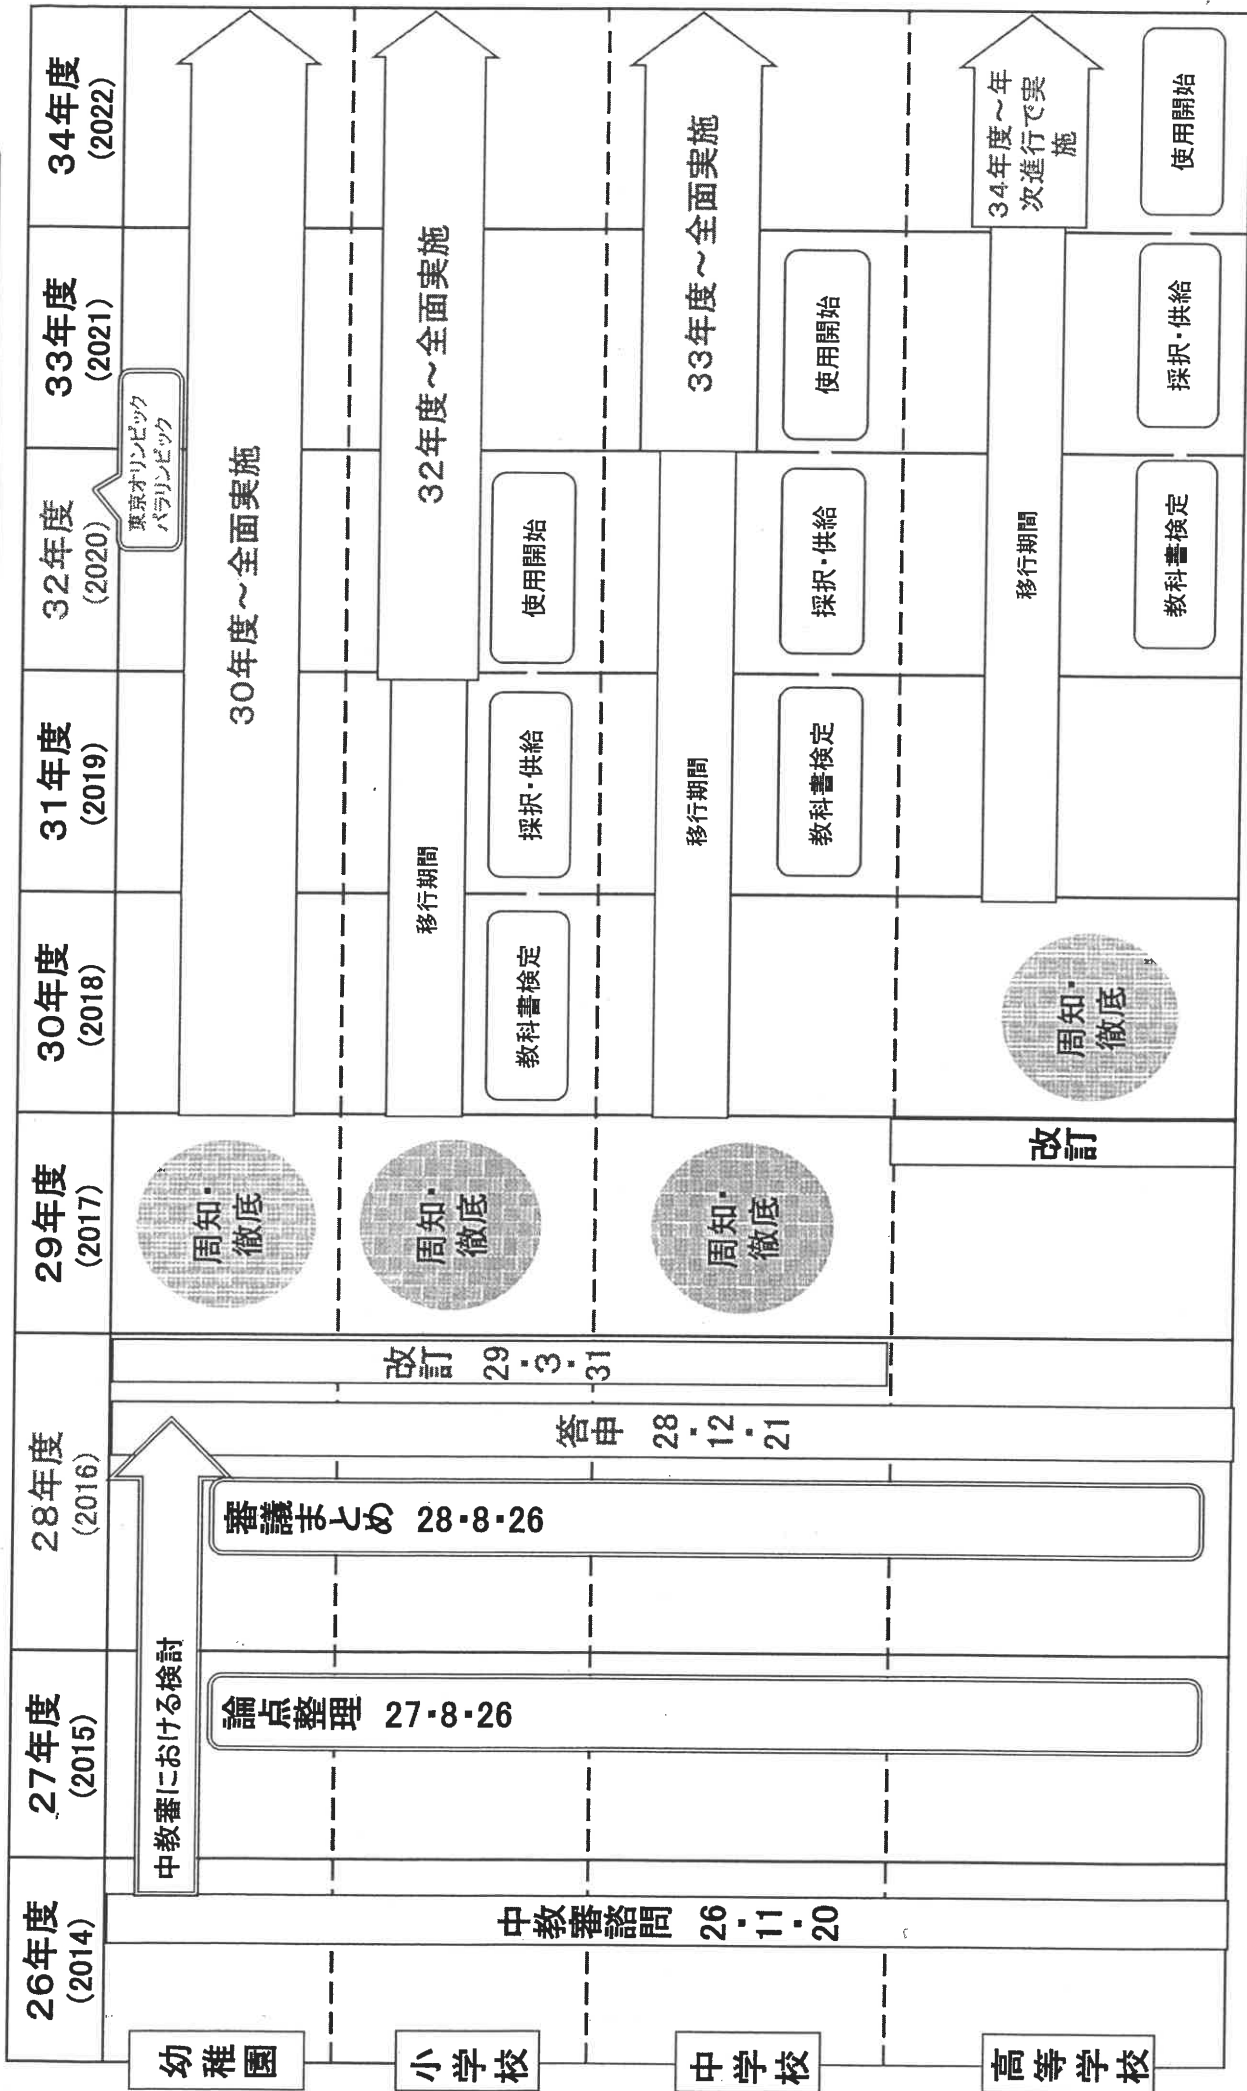 26年度
(2014)
27年度
(2015)
28年度
(2016)
29年度
(2017)
30年度
(2018)
31年度
(2019)
32年度
(2020)
33年度
(2021)
34年度
(2022)
東京オリンピック
パラリンピック
幼稚園
中教審における検討
周知・
徹底
30年度～全面実施
小学校
周知・
徹底
移行期間
32年度～全面実施
教科書検定
採択・供給
使用開始
中学校
周知・
徹底
移行期間
33年度～全面実施
教科書検定
採択・供給
使用開始
高等学校
改訂
周知・
徹底
移行期間
34年度～年
次進行で実
施
教科書検定
採択・供給
使用開始
中教審諮問 26・11・20
論点整理 27・8・26
審議まとめ 28・8・26
答申 28・12・21
改訂 29・3・31